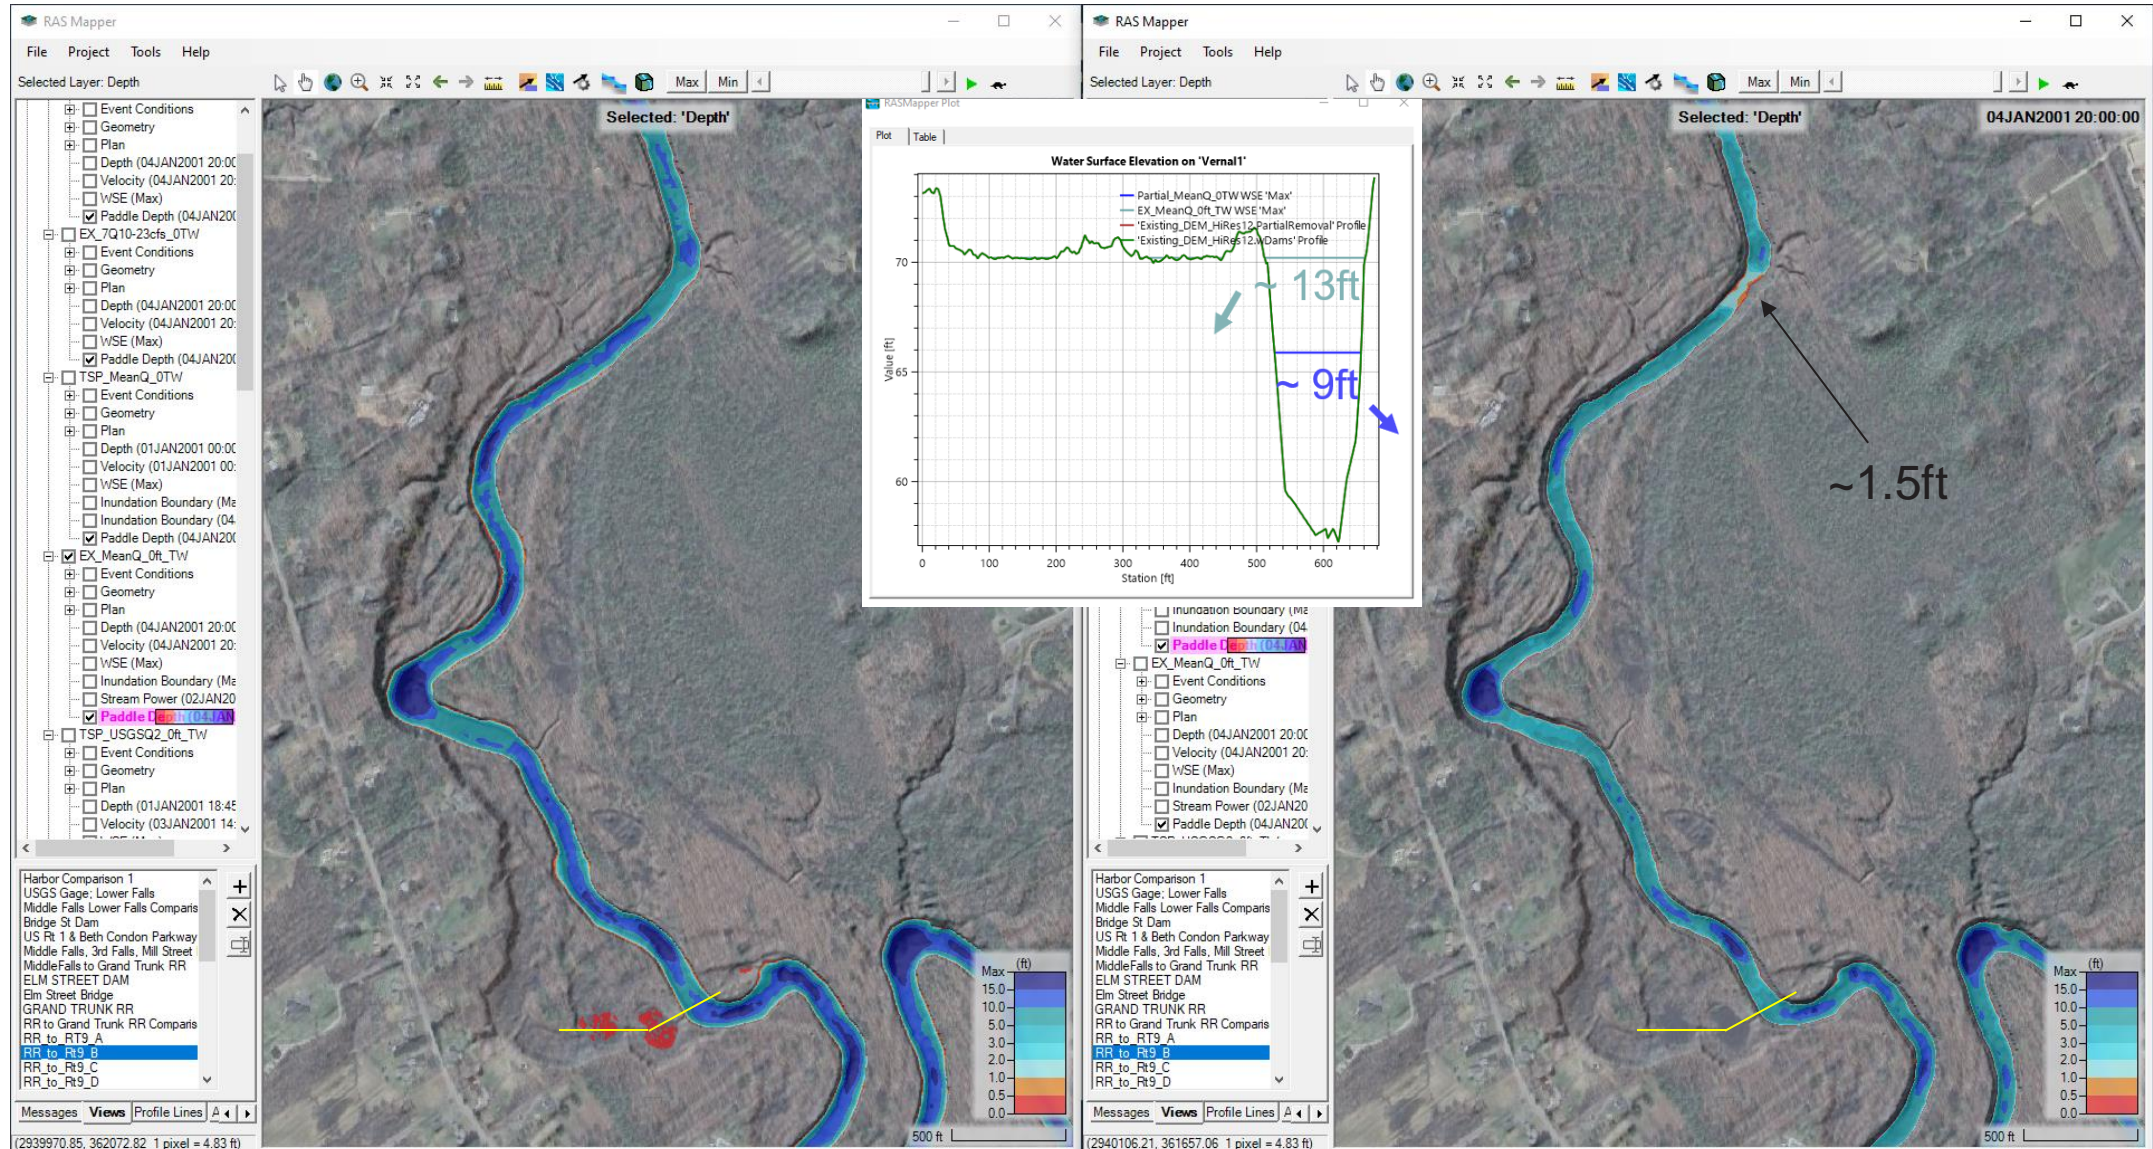 RAS Mapper
File Project Tools Help
Selected Layer: Depth
Max Min
Event Conditions
Geometry
Plan
Depth (04JAN2001 20:00
Velocity (04JAN2001 20:
WSE (Max)
Paddle Depth (04JAN200
EX_7Q10-23cfs_0TW
Event Conditions
Geometry
Plan
Depth (04JAN2001 20:00
Velocity (04JAN2001 20:
WSE (Max)
Paddle Depth (04JAN200
TSP_MeanQ_0TW
Event Conditions
Geometry
Plan
Depth (01JAN2001 00:00
Velocity (01JAN2001 00:
WSE (Max)
Inundation Boundary (Ma
Inundation Boundary (04
Paddle Depth (04JAN200
EX_MeanQ_0ft_TW
Event Conditions
Geometry
Plan
Depth (04JAN2001 20:00
Velocity (04JAN2001 20:
WSE (Max)
Inundation Boundary (Ma
Stream Power (02JAN20
Paddle Depth (04JAN
TSP_USGSQ2_0ft_TW
Event Conditions
Geometry
Plan
Depth (01JAN2001 18:45
Velocity (03JAN2001 14:
Harbor Comparison 1
USGS Gage; Lower Falls
Middle Falls Lower Falls Comparis
Bridge St Dam
US Rt 1 & Beth Condon Parkway
Middle Falls, 3rd Falls, Mill Street
MiddleFalls to Grand Trunk RR
ELM STREET DAM
Elm Street Bridge
GRAND TRUNK RR
RR to Grand Trunk RR Comparis
RR_to_RT9_A
RR_to_Rt9_B
RR_to_Rt9_C
RR_to_Rt9_D
Messages Views Profile Lines A
(2939970.85, 362072.82 1 pixel = 4.83 ft)
Selected: 'Depth'
(ft)
Max
15.0
10.0
5.0
3.0
2.0
1.0
0.5
0.0
500 ft
RASMapper Plot
Plot Table
Water Surface Elevation on 'Vernal1'
Partial_MeanQ_0TW WSE 'Max'
EX_MeanQ_0ft_TW WSE 'Max'
'Existing_DEM_HiRes12.PartialRemoval' Profile
'Existing_DEM_HiRes12.wDams' Profile
Value [ft]
70
65
60
0 100 200 300 400 500 600
Station [ft]
~ 13ft
~ 9ft
RAS Mapper
File Project Tools Help
Selected Layer: Depth
Max Min
Selected: 'Depth'
04JAN2001 20:00:00
~1.5ft
Inundation Boundary (Ma
Inundation Boundary (04
Paddle Depth (04JAN
EX_MeanQ_0ft_TW
Event Conditions
Geometry
Plan
Depth (04JAN2001 20:00
Velocity (04JAN2001 20:
WSE (Max)
Inundation Boundary (Ma
Stream Power (02JAN20
Paddle Depth (04JAN200
Harbor Comparison 1
USGS Gage; Lower Falls
Middle Falls Lower Falls Comparis
Bridge St Dam
US Rt 1 & Beth Condon Parkway
Middle Falls, 3rd Falls, Mill Street
MiddleFalls to Grand Trunk RR
ELM STREET DAM
Elm Street Bridge
GRAND TRUNK RR
RR to Grand Trunk RR Comparis
RR_to_RT9_A
RR_to_Rt9_B
RR_to_Rt9_C
RR_to_Rt9_D
Messages Views Profile Lines A
(2940106.21, 361657.06 1 pixel = 4.83 ft)
(ft)
Max
15.0
10.0
5.0
3.0
2.0
1.0
0.5
0.0
500 ft